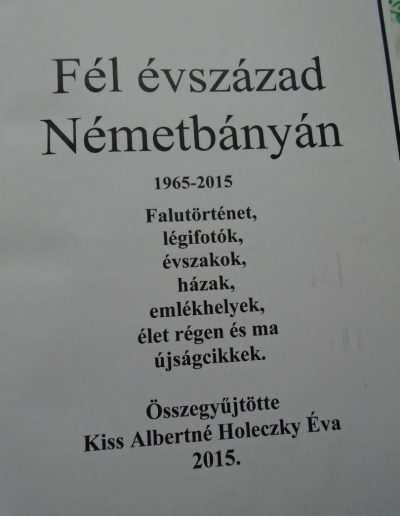 Fél évszázad
Németbányán
1965-2015
Falutörténet,
légifotók,
évszakok,
házak,
emlékhelyek,
élet régen és ma
újságcikkek.
Összegyűjtötte
Kiss Albertné Holeczky Éva
2015.